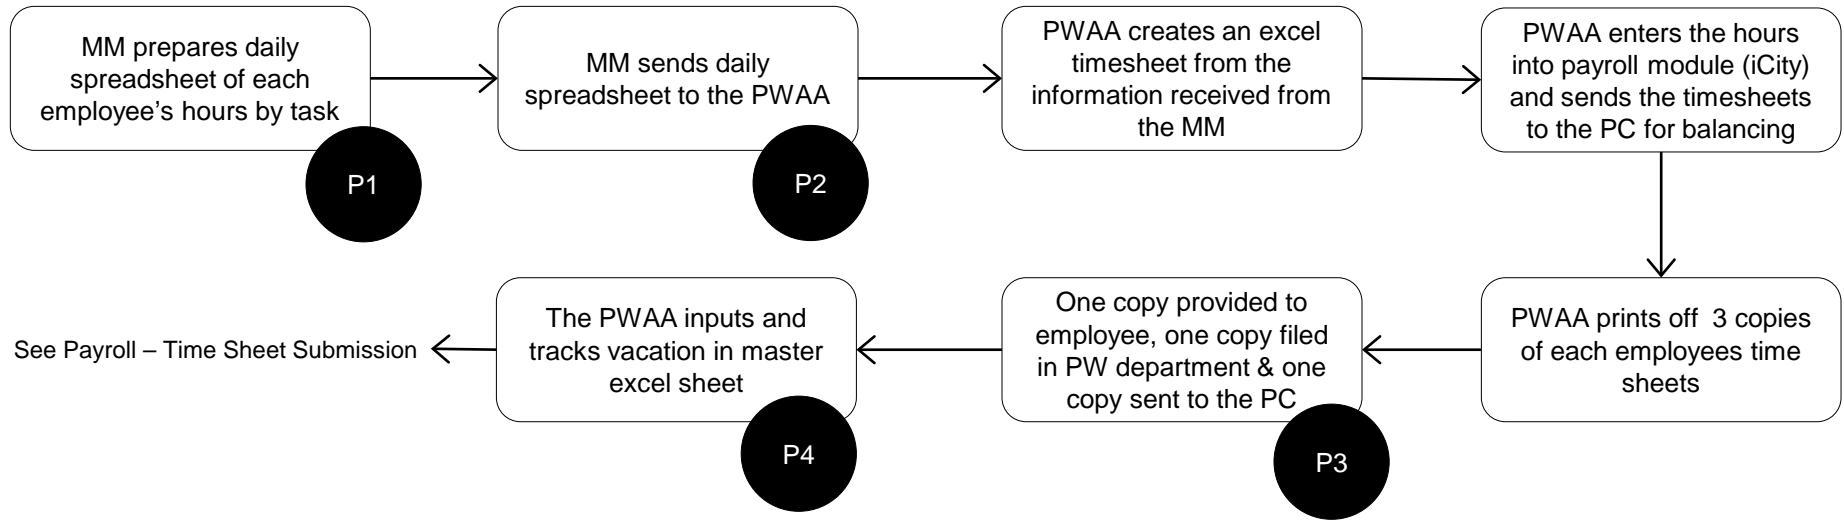 MM prepares daily
spreadsheet of each
employee's hours by task
P1
MM sends daily
spreadsheet to the PWAA
P2
PWAA creates an excel
timesheet from the
information received from
the MM
PWAA enters the hours
into payroll module (iCity)
and sends the timesheets
to the PC for balancing
PWAA prints off  3 copies
of each employees time
sheets
One copy provided to
employee, one copy filed
in PW department & one
copy sent to the PC
P3
The PWAA inputs and
tracks vacation in master
excel sheet
P4
See Payroll – Time Sheet Submission